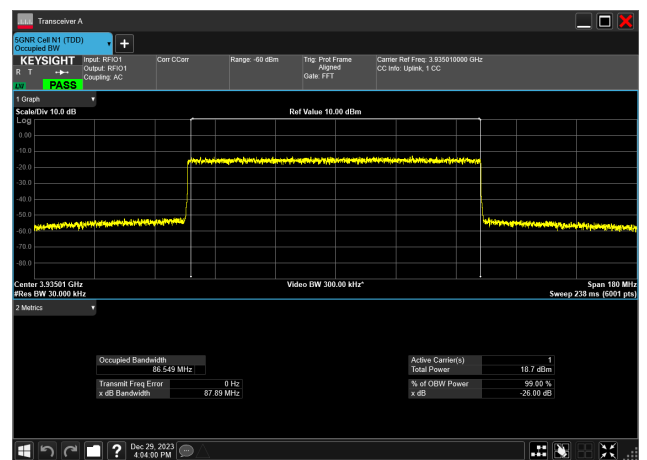 Transceiver A
5GNR Cell N1 (TDD)
Occupied BW
KEYSIGHT
R T
LV
PASS
Input: RFIO1
Output: RFIO1
Coupling: AC
Corr CCorr
Range: -60 dBm
Trig: Prot Frame
Aligned
Gate: FFT
Carrier Ref Freq: 3.935010000 GHz
CC Info: Uplink, 1 CC
1 Graph
Scale/Div 10.0 dB
Ref Value 10.00 dBm
Log
0.00
-10.0
-20.0
-30.0
-40.0
-50.0
-60.0
-70.0
-80.0
Center 3.93501 GHz
Video BW 300.00 kHz*
Span 180 MHz
#Res BW 30.000 kHz
Sweep 238 ms (6001 pts)
2 Metrics
Occupied Bandwidth
86.549 MHz
Transmit Freq Error 0 Hz
x dB Bandwidth 87.89 MHz
Active Carrier(s) 1
Total Power 18.7 dBm
% of OBW Power 99.00 %
x dB -26.00 dB
?
Dec 29, 2023
4:04:00 PM